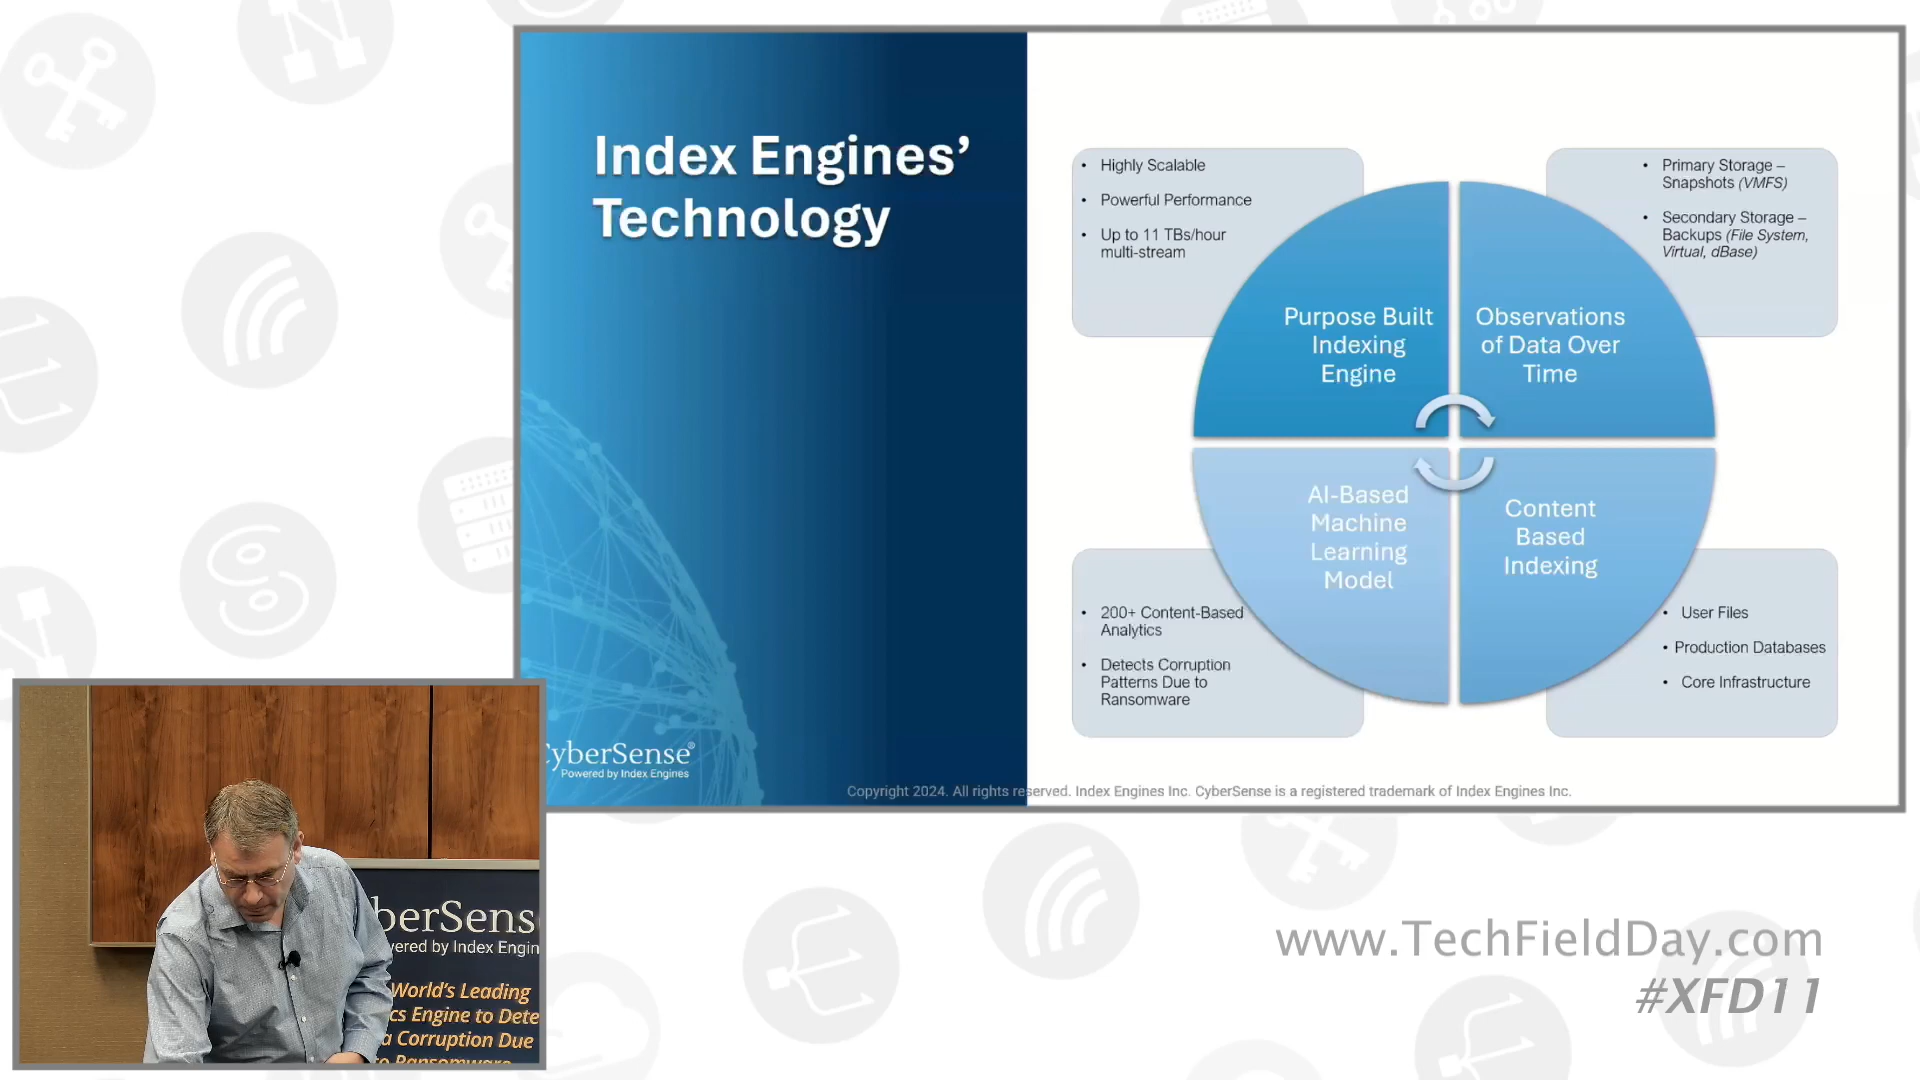 Index Engines’
Technology
• Highly Scalable
• Powerful Performance
• Up to 11 TBs/hour
multi-stream
• Primary Storage –
Snapshots (VMFS)
• Secondary Storage –
Backups (File System,
Virtual, dBase)
Purpose Built
Indexing
Engine
Observations
of Data Over
Time
AI-Based
Machine
Learning
Model
Content
Based
Indexing
• 200+ Content-Based
Analytics
• Detects Corruption
Patterns Due to
Ransomware
• User Files
• Production Databases
• Core Infrastructure
CyberSense®
Powered by Index Engines
Copyright 2024. All rights reserved. Index Engines Inc. CyberSense is a registered trademark of Index Engines Inc.
berSens
wered by Index Engin
World’s Leading
cs Engine to Dete
a Corruption Due
to Ransomware
www.TechFieldDay.com
#XFD11